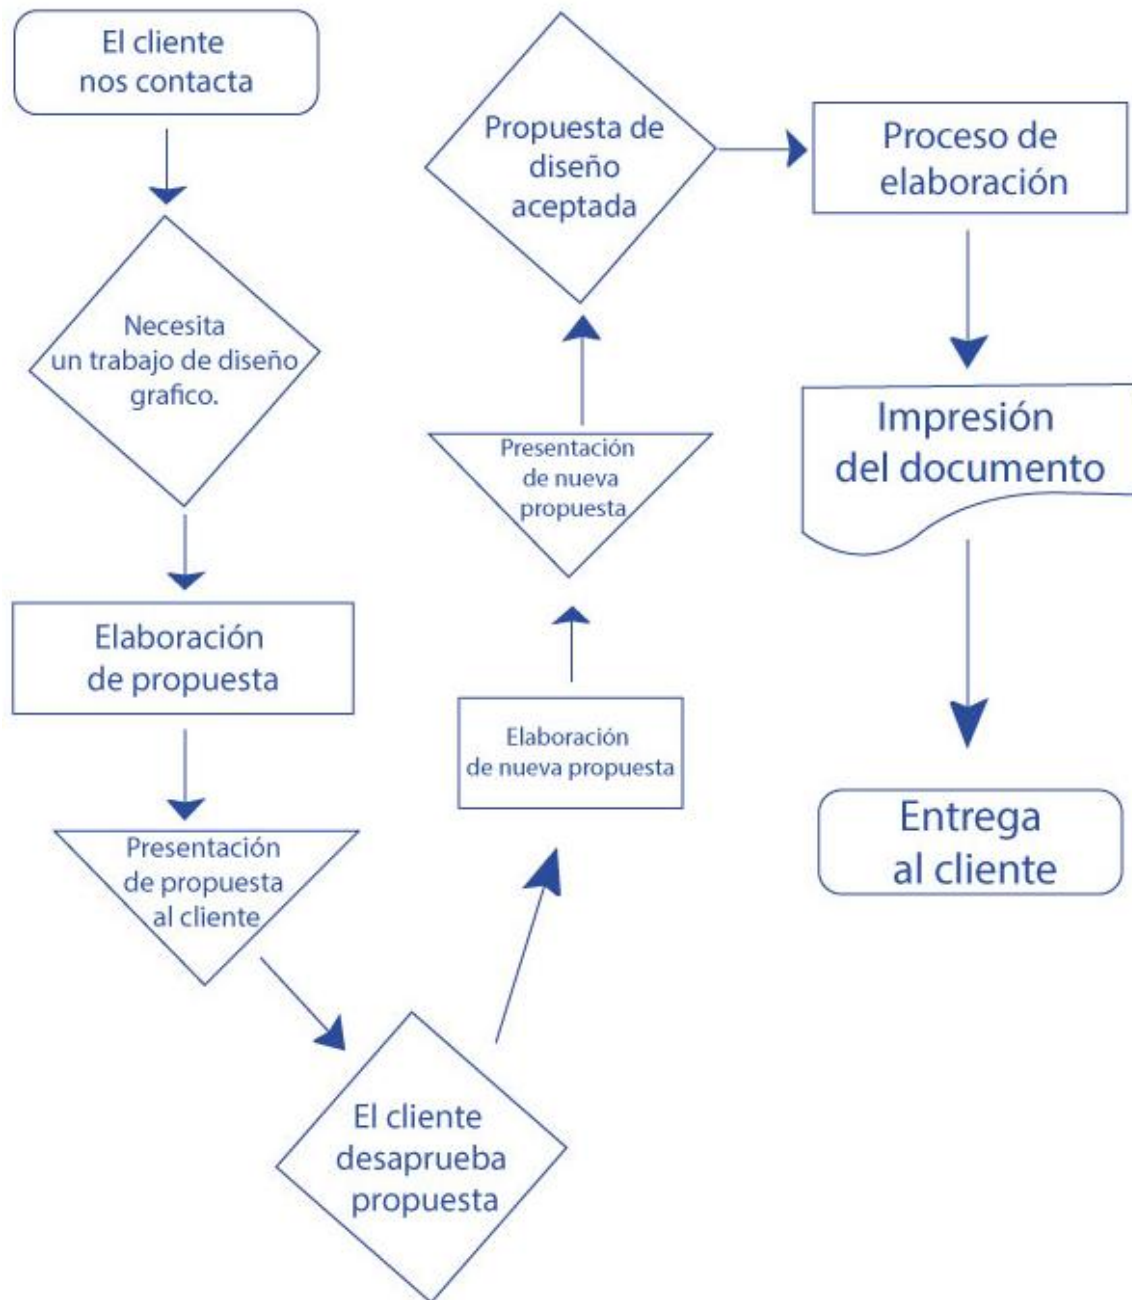 El cliente
nos contacta
Necesita
un trabajo de diseño
grafico.
Elaboración
de propuesta
Presentación
de propuesta
al cliente
El cliente
desaprueba
propuesta
Elaboración
de nueva propuesta
Presentación
de nueva
propuesta
Propuesta de
diseño
aceptada
Proceso de
elaboración
Impresión
del documento
Entrega
al cliente